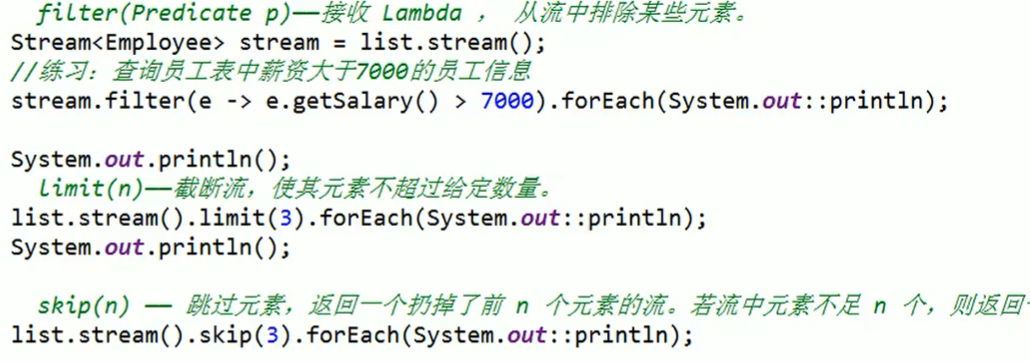 filter(Predicate p)——接收 Lambda ， 从流中排除某些元素。
Stream<Employee> stream = list.stream();
//练习：查询员工表中薪资大于7000的员工信息
stream.filter(e -> e.getSalary() > 7000).forEach(System.out::println);
System.out.println();
limit(n)——截断流，使其元素不超过给定数量。
list.stream().limit(3).forEach(System.out::println);
System.out.println();
skip(n) —— 跳过元素，返回一个扔掉了前 n 个元素的流。若流中元素不足 n 个，则返回
list.stream().skip(3).forEach(System.out::println);